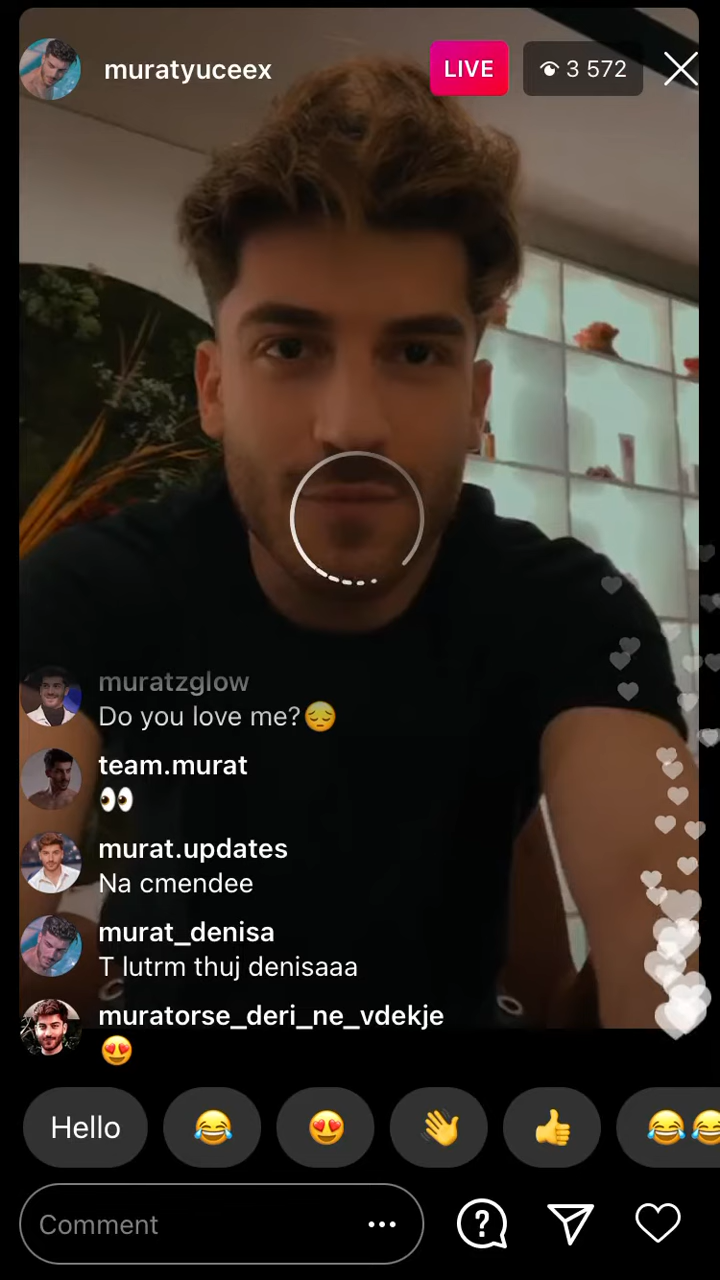 muratyuceex
LIVE
3 572
muratzglow
Do you love me?😔
team.murat
👀
murat.updates
Na cmendee
murat_denisa
T lutrm thuj denisaaa
muratorse_deri_ne_vdekje
😍
Hello 😂 😍 👋 👍 😂😂
Comment